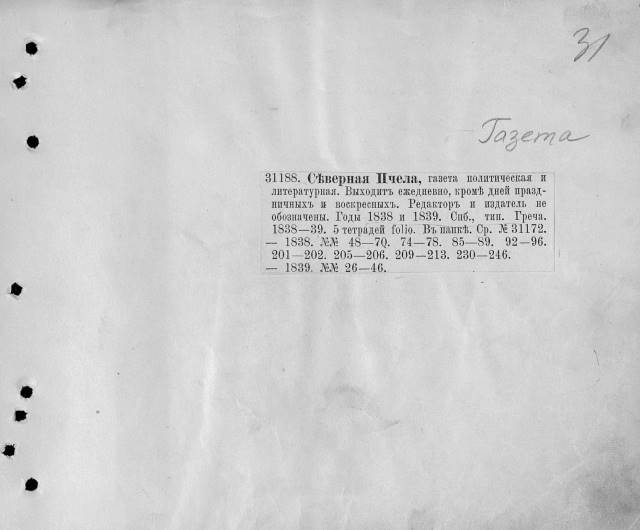 31
Газета
31188. Сѣверная Пчела, газета политическая и
литературная. Выходитъ ежедневно, кромѣ дней празд-
ничныхъ и воскресныхъ. Редакторъ и издатель не
обозначены. Годы 1838 и 1839. Спб., тип. Греча.
1838—39. 5 тетрадей folio. Въ папкѣ. Ср. № 31172.
— 1838. №№ 48—70. 74—78. 85—89. 92—96.
201—202. 205—206. 209—213. 230—246.
— 1839. №№ 26—46.